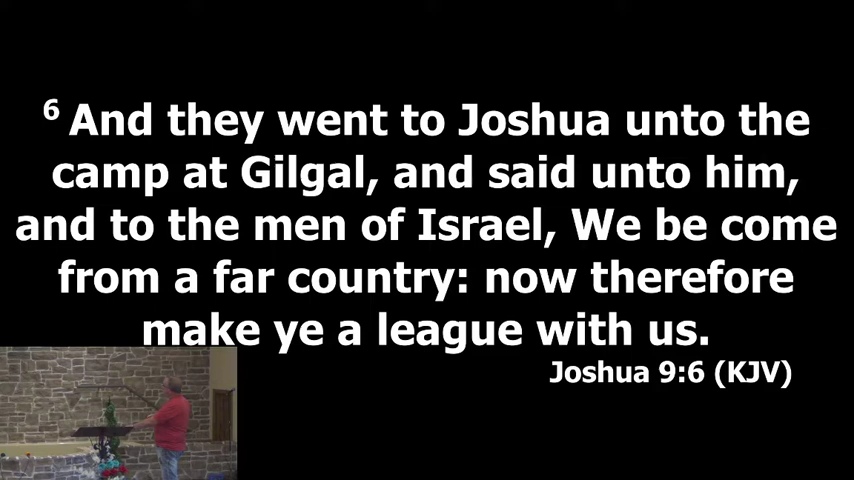 6 And they went to Joshua unto the
camp at Gilgal, and said unto him,
and to the men of Israel, We be come
from a far country: now therefore
make ye a league with us.
Joshua 9:6 (KJV)